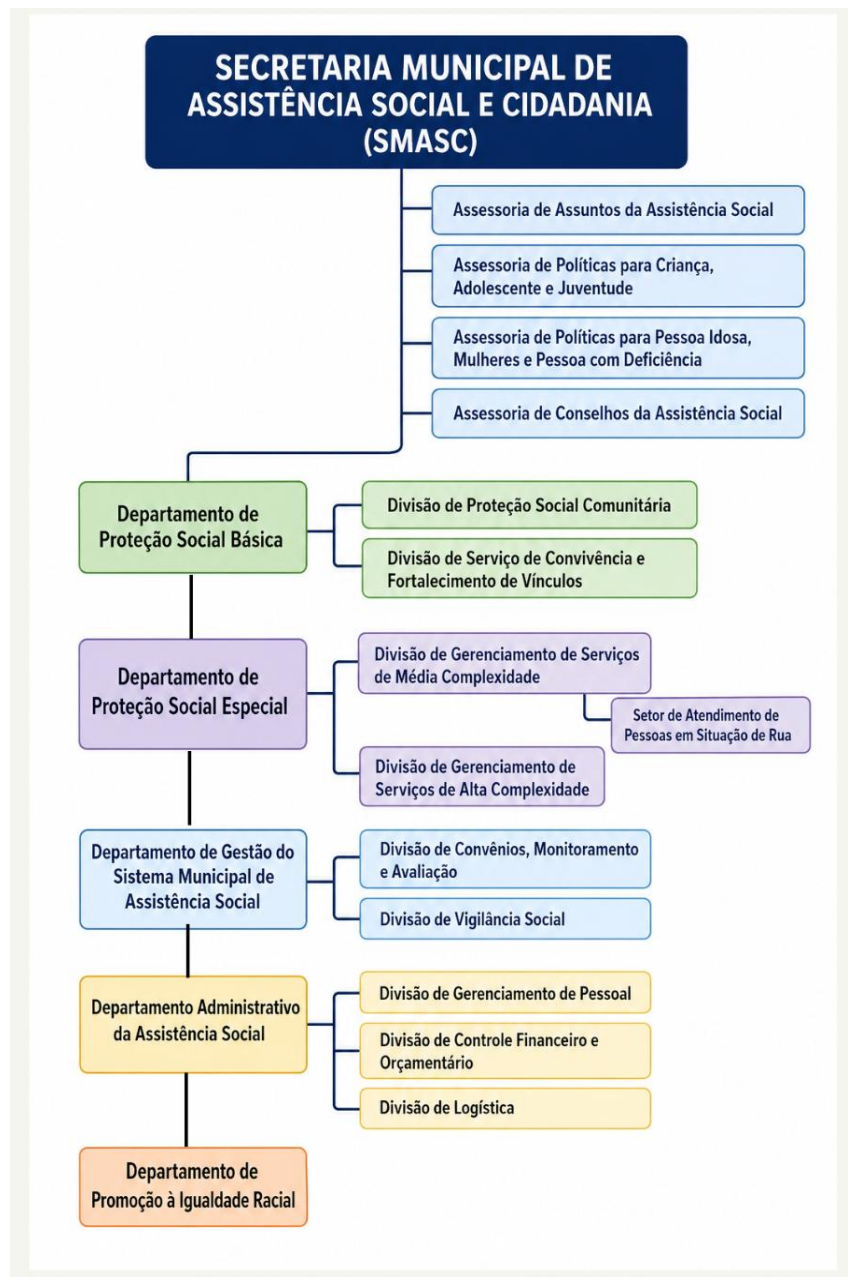 SECRETARIA MUNICIPAL DE
ASSISTÊNCIA SOCIAL E CIDADANIA
(SMASC)
Assessoria de Assuntos da Assistência Social
Assessoria de Políticas para Criança,
Adolescente e Juventude
Assessoria de Políticas para Pessoa Idosa,
Mulheres e Pessoa com Deficiência
Assessoria de Conselhos da Assistência Social
Departamento de
Proteção Social Básica
Divisão de Proteção Social Comunitária
Divisão de Serviço de Convivência e
Fortalecimento de Vínculos
Departamento de
Proteção Social Especial
Divisão de Gerenciamento de Serviços
de Média Complexidade
Setor de Atendimento de
Pessoas em Situação de Rua
Divisão de Gerenciamento de
Serviços de Alta Complexidade
Departamento de Gestão do
Sistema Municipal de
Assistência Social
Divisão de Convênios, Monitoramento
e Avaliação
Divisão de Vigilância Social
Departamento Administrativo
da Assistência Social
Divisão de Gerenciamento de Pessoal
Divisão de Controle Financeiro e
Orçamentário
Divisão de Logística
Departamento de
Promoção à Igualdade Racial